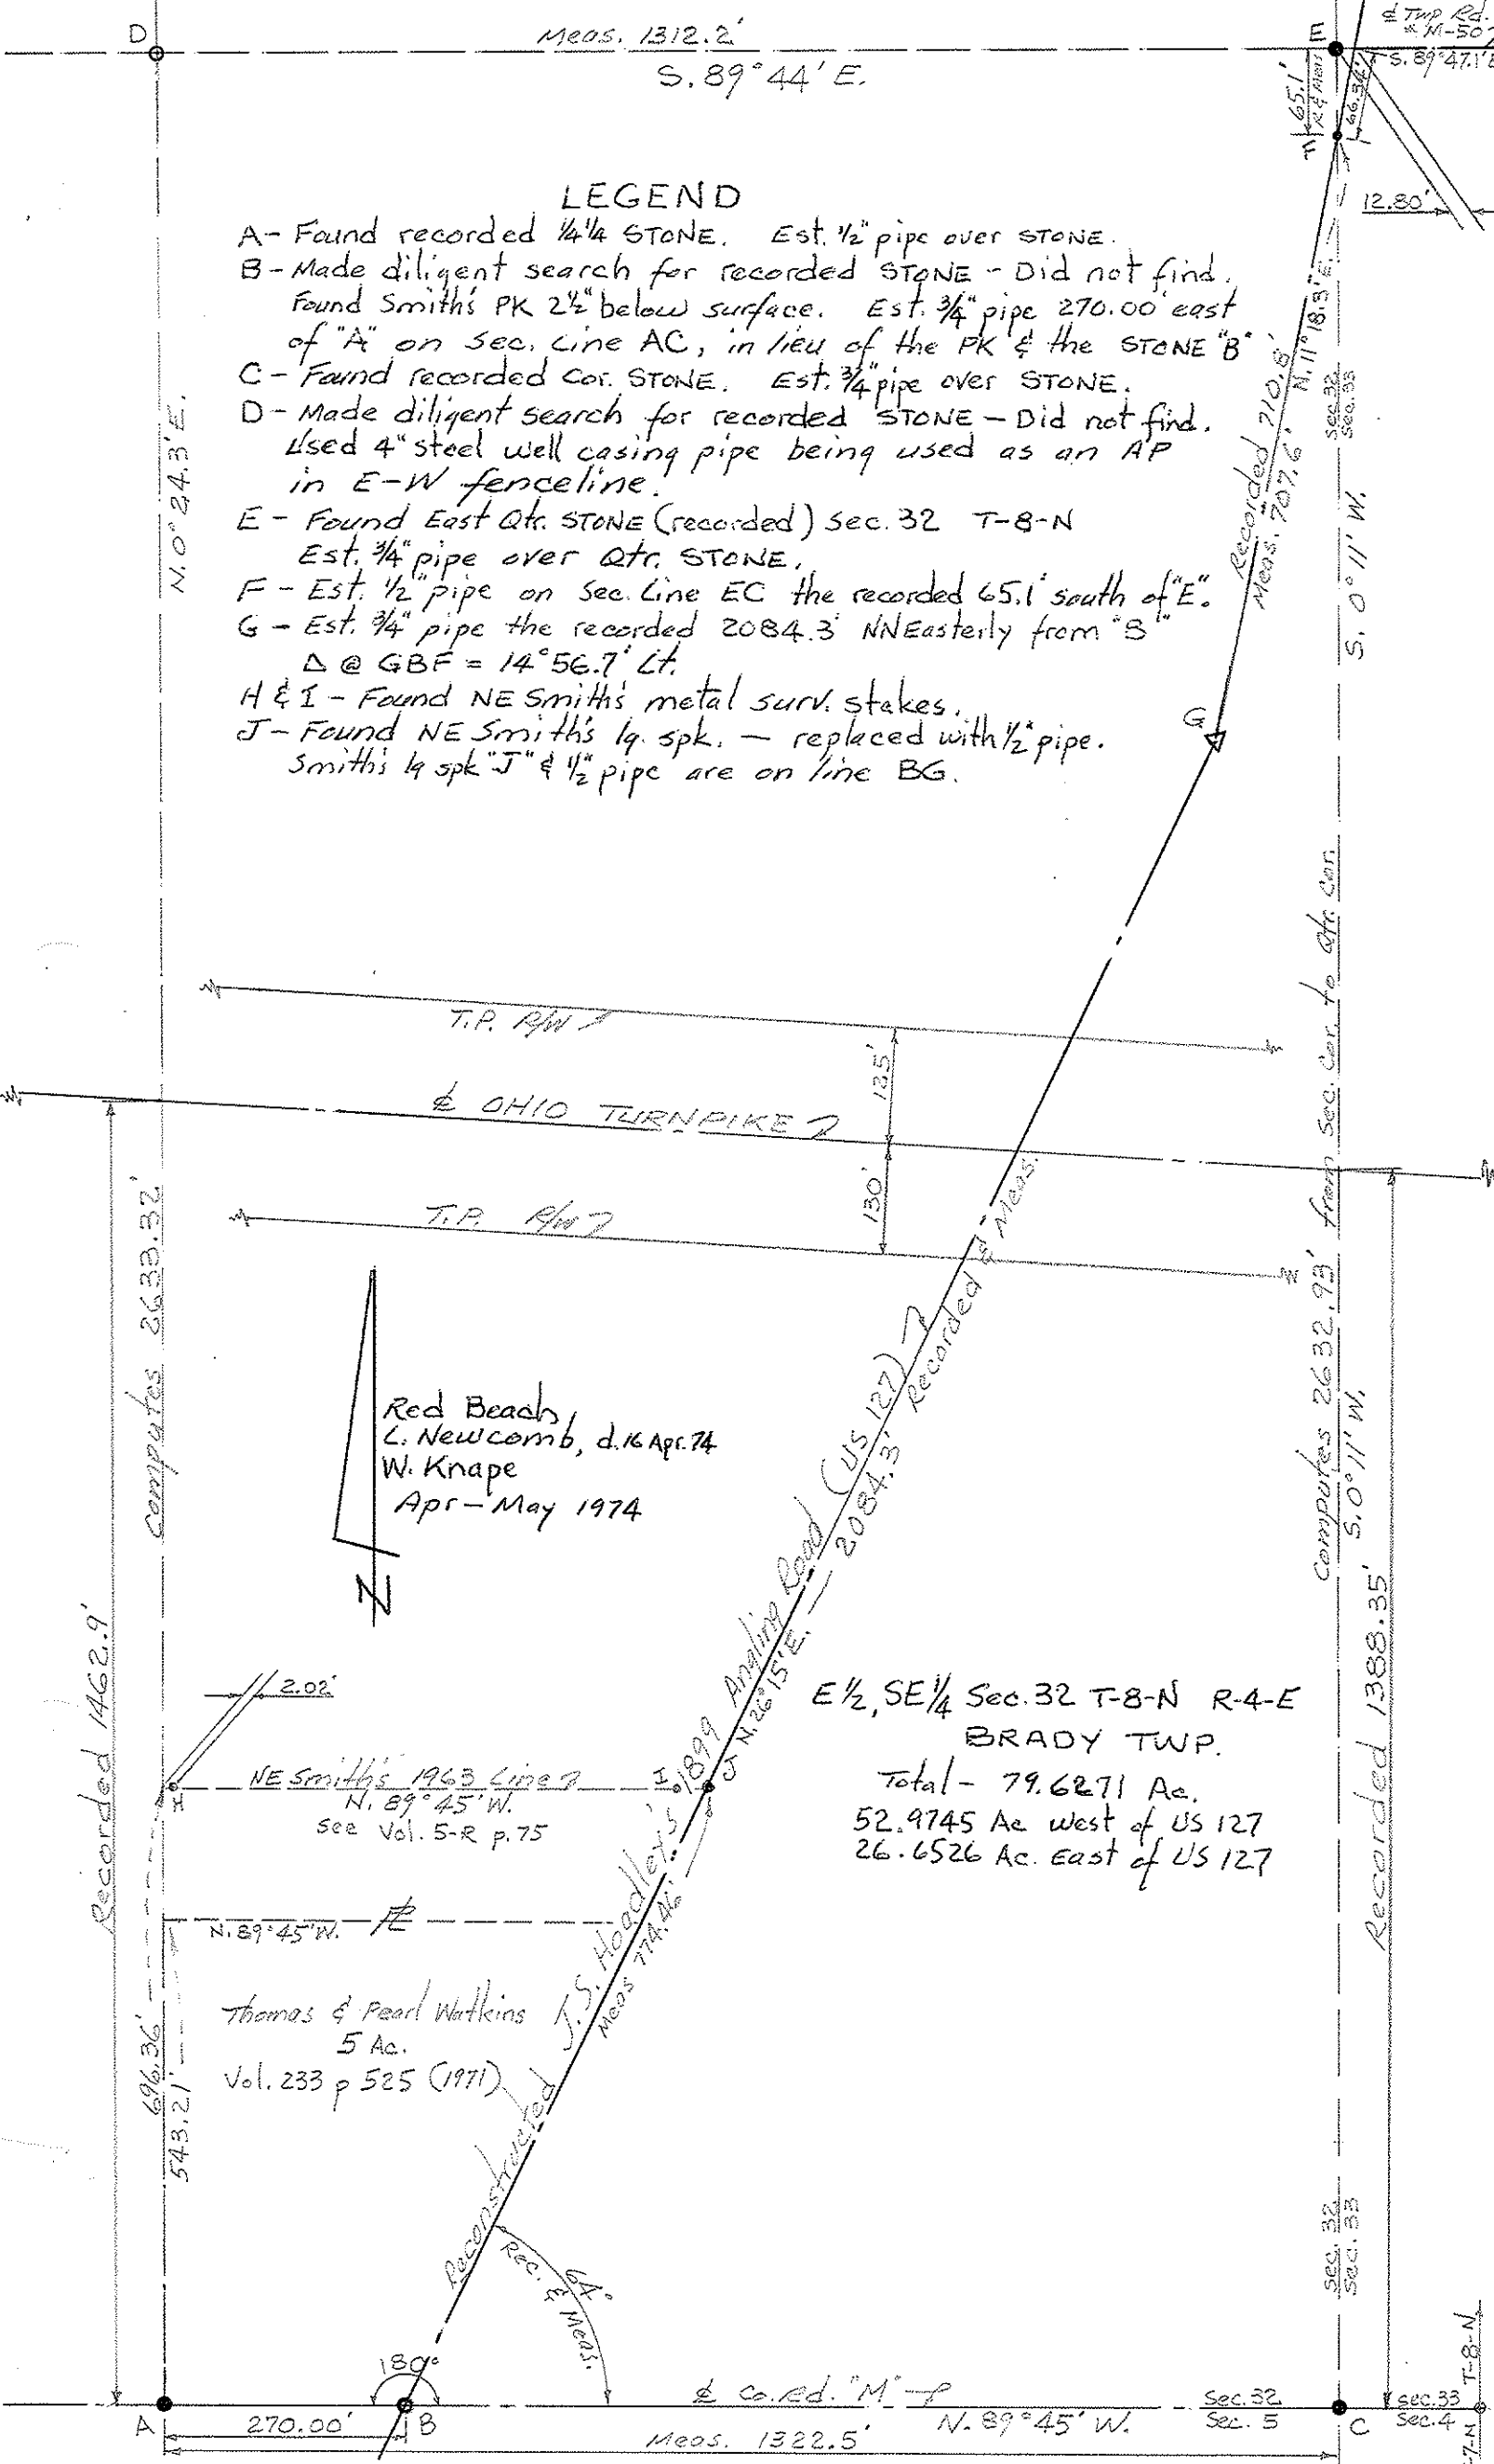 D
Meas. 1312.2'
S. 89°44' E.
E
₵ Twp Rd.
" M-50
S. 89°47.1' E
65.1'
R & Meas
66.34'
F
12.80'
LEGEND
A- Found recorded ¼¼ STONE. Est. ½" pipe over STONE.
B- Made diligent search for recorded STONE - Did not find.
Found Smith's PK 2½" below surface. Est. ¾" pipe 270.00' east
of "A" on Sec. Line AC, in lieu of the PK & the STONE "B"
C- Found recorded Cor. STONE. Est. ¾" pipe over STONE.
D- Made diligent search for recorded STONE - Did not find.
Used 4" steel well casing pipe being used as an AP
in E-W fenceline.
E - Found East Qtr. STONE (recorded) Sec. 32 T-8-N
Est. ¾" pipe over Qtr. STONE.
F - Est. ½" pipe on Sec. Line EC the recorded 65.1' south of "E".
G - Est. ¾" pipe the recorded 2084.3' NNEasterly from "B"
Δ @ GBF = 14°56.7' Lt.
H & I - Found NE Smith's metal surv. stakes.
J - Found NE Smith's lg. spk. - replaced with ½" pipe.
Smith's lg spk "J" & ½" pipe are on line BG.
N. 0°24.3' E.
Recorded 710.8'
Meas. 707.6'
N. 11°18.3' E.
Sec. 32
Sec. 33
S. 0°11' W.
G
T.P. R/W
125'
₵ OHIO TURNPIKE
130'
T.P. R/W
Computes 2633.32'
Computes 2632.93' from Sec. Cor. to Qtr. Cor.
S. 0°11' W.
Red Beach,
L. Newcomb, d. 16 Apr. 74
W. Knape
Apr - May 1974
N
Recorded 1462.9'
Recorded 1388.35'
Reconstructed J.S. Hoadley's 1899 Angling Road (US 127)
N. 26°15' E. - 2084.3' Recorded & Meas.
2.02'
H
NE Smith's 1963 Line
N. 89°45' W.
see Vol. 5-R p. 75
I
J
E½, SE¼ Sec. 32 T-8-N R-4-E
BRADY TWP.
Total - 79.6271 Ac.
52.9745 Ac west of US 127
26.6526 Ac. East of US 127
Meas 774.46'
N. 89°45' W.
Thomas & Pearl Watkins
5 Ac.
Vol. 233 p 525 (1971)
696.36'
543.21'
64°
Rec. & Meas.
Sec. 32
Sec. 33
180°
₵ Co. Rd. "M"
N. 89°45' W.
Sec. 32
Sec. 5
Sec. 33
Sec. 4
T-8-N
T-7-N
A
270.00'
B
C
Meas. 1322.5'